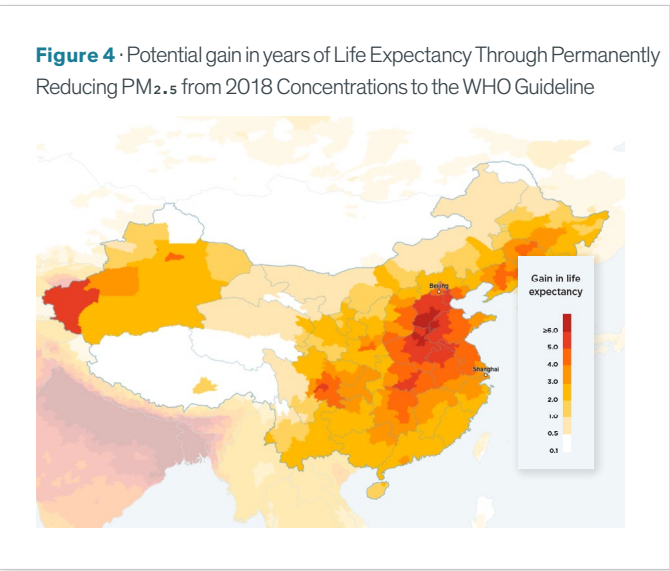 Figure 4 · Potential gain in years of Life Expectancy Through Permanently
Reducing PM2.5 from 2018 Concentrations to the WHO Guideline
Beijing
Shanghai
Gain in life
expectancy
≥6.0
5.0
4.0
3.0
2.0
1.0
0.5
0.1